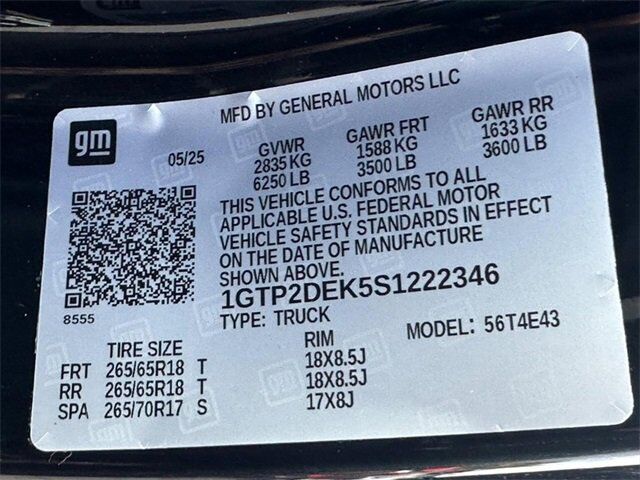 MFD BY GENERAL MOTORS LLC
gm
05/25
GVWR GAWR FRT GAWR RR
2835 KG 1588 KG 1633 KG
6250 LB 3500 LB 3600 LB
THIS VEHICLE CONFORMS TO ALL
APPLICABLE U.S. FEDERAL MOTOR
VEHICLE SAFETY STANDARDS IN EFFECT
ON THE DATE OF MANUFACTURE
SHOWN ABOVE.
1GTP2DEK5S1222346
8555
TYPE: TRUCK MODEL: 56T4E43
TIRE SIZE RIM
FRT 265/65R18 T 18X8.5J
RR 265/65R18 T 18X8.5J
SPA 265/70R17 S 17X8J